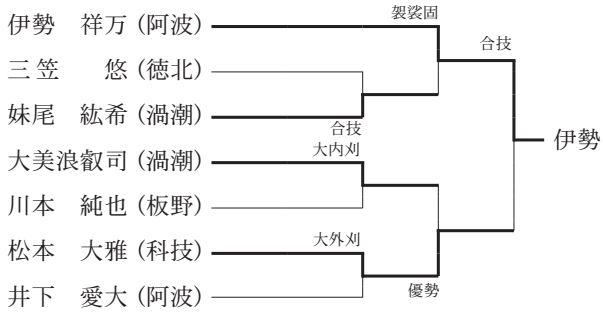 伊勢　祥万（阿波）
三笠　　悠（徳北）
妹尾　紘希（渦潮）
大美浪叡司（渦潮）
川本　純也（板野）
松本　大雅（科技）
井下　愛大（阿波）
袈裟固
合技
合技
大内刈
大外刈
優勢
伊勢